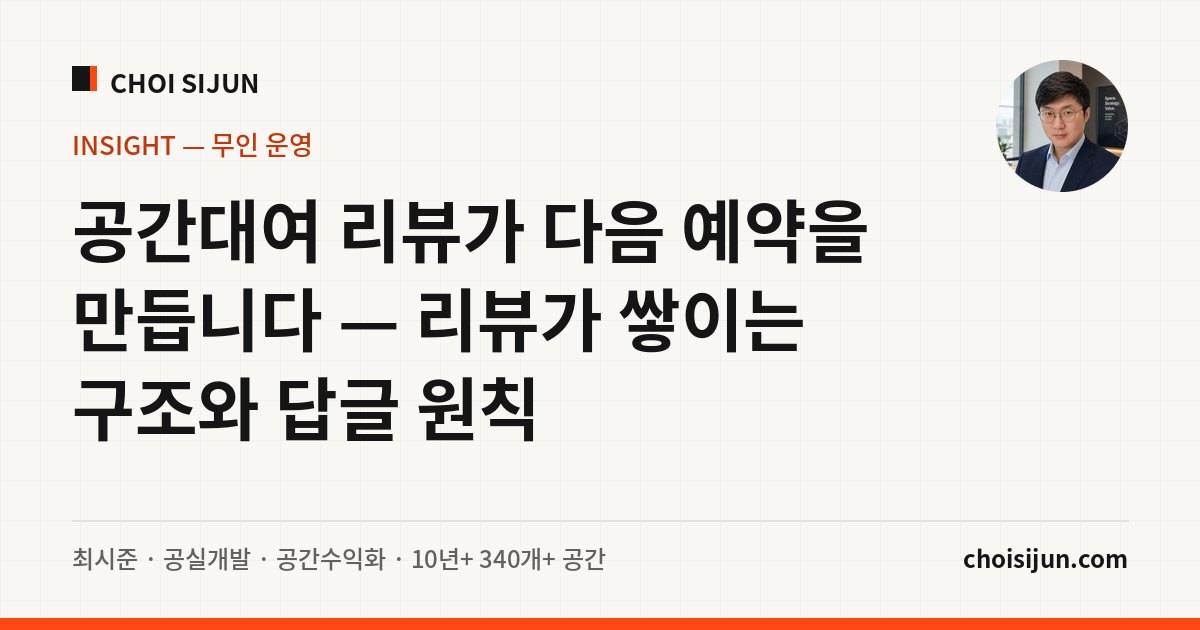 CHOI SIJUN
INSIGHT — 무인 운영
공간대여 리뷰가 다음 예약을
만듭니다 — 리뷰가 쌓이는
구조와 답글 원칙
최시준 · 공실개발 · 공간수익화 · 10년+ 340개+ 공간
choisijun.com